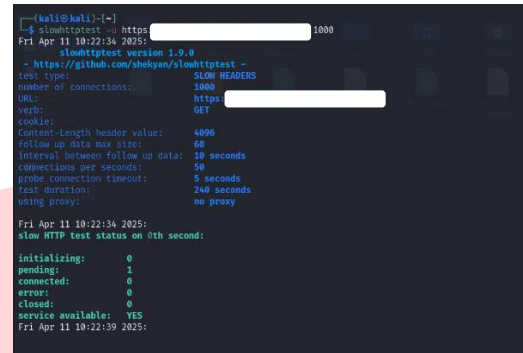 (kali㉿kali)-[~]
$ slowhttptest -u https: 1000
Fri Apr 11 10:22:34 2025:
slowhttptest version 1.9.0
- https://github.com/shekyan/slowhttptest -
test type: SLOW HEADERS
number of connections: 1000
URL: https:
verb: GET
cookie:
Content-Length header value: 4096
follow up data max size: 68
interval between follow up data: 10 seconds
connections per seconds: 50
probe connection timeout: 5 seconds
test duration: 240 seconds
using proxy: no proxy
Fri Apr 11 10:22:34 2025:
slow HTTP test status on 0th second:
initializing: 0
pending: 1
connected: 0
error: 0
closed: 0
service available: YES
Fri Apr 11 10:22:39 2025: